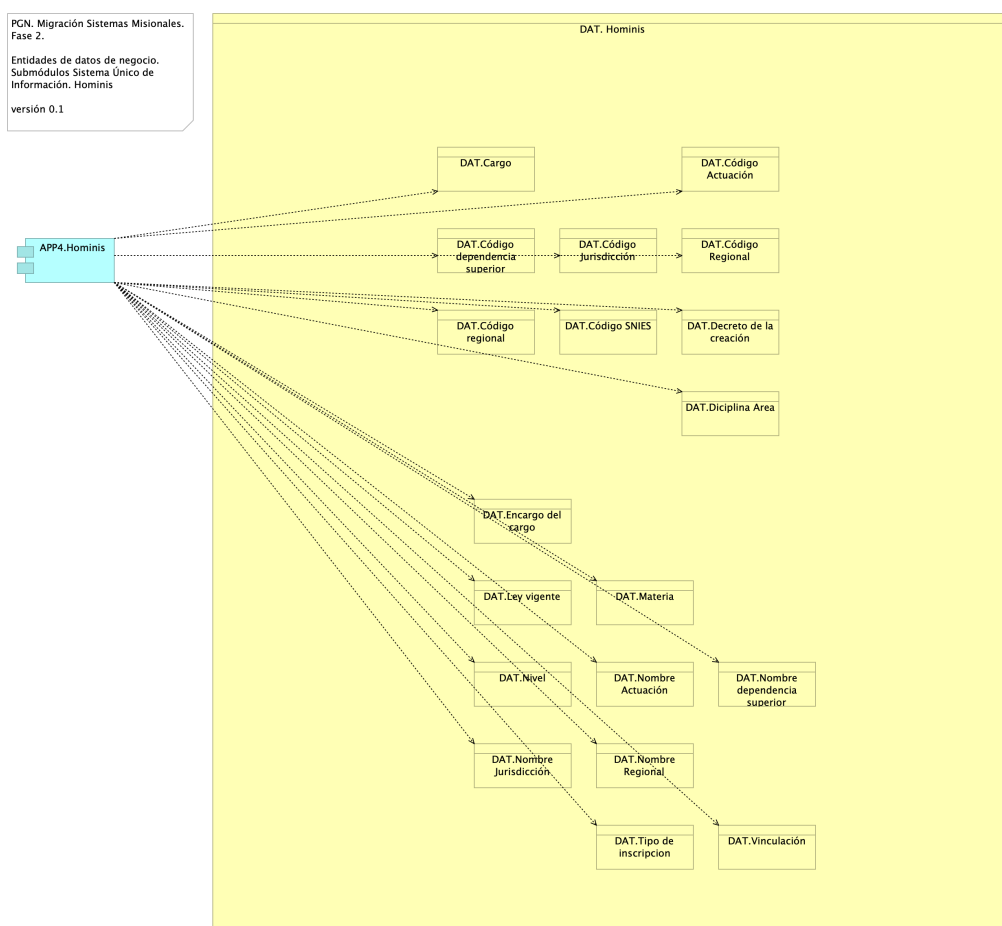 PGN. Migración Sistemas Misionales.
Fase 2.
Entidades de datos de negocio.
Submódulos Sistema Único de
Información. Hominis
versión 0.1
DAT. Hominis
APP4.Hominis
DAT.Cargo
DAT.Código
Actuación
DAT.Código
dependencia
superior
DAT.Código
Jurisdicción
DAT.Código
Regional
DAT.Código
regional
DAT.Código SNIES
DAT.Decreto de la
creación
DAT.Diciplina Area
DAT.Encargo del
cargo
DAT.Ley vigente
DAT.Materia
DAT.Nivel
DAT.Nombre
Actuación
DAT.Nombre
dependencia
superior
DAT.Nombre
Jurisdicción
DAT.Nombre
Regional
DAT.Tipo de
inscripcion
DAT.Vinculación